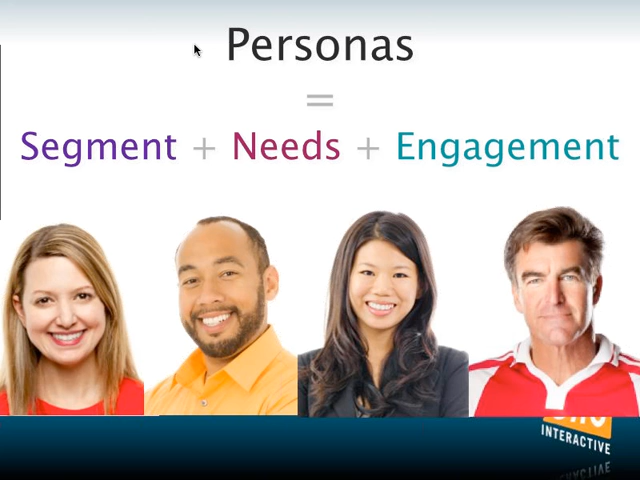 Personas
=
Segment + Needs + Engagement
INTERACTIVE